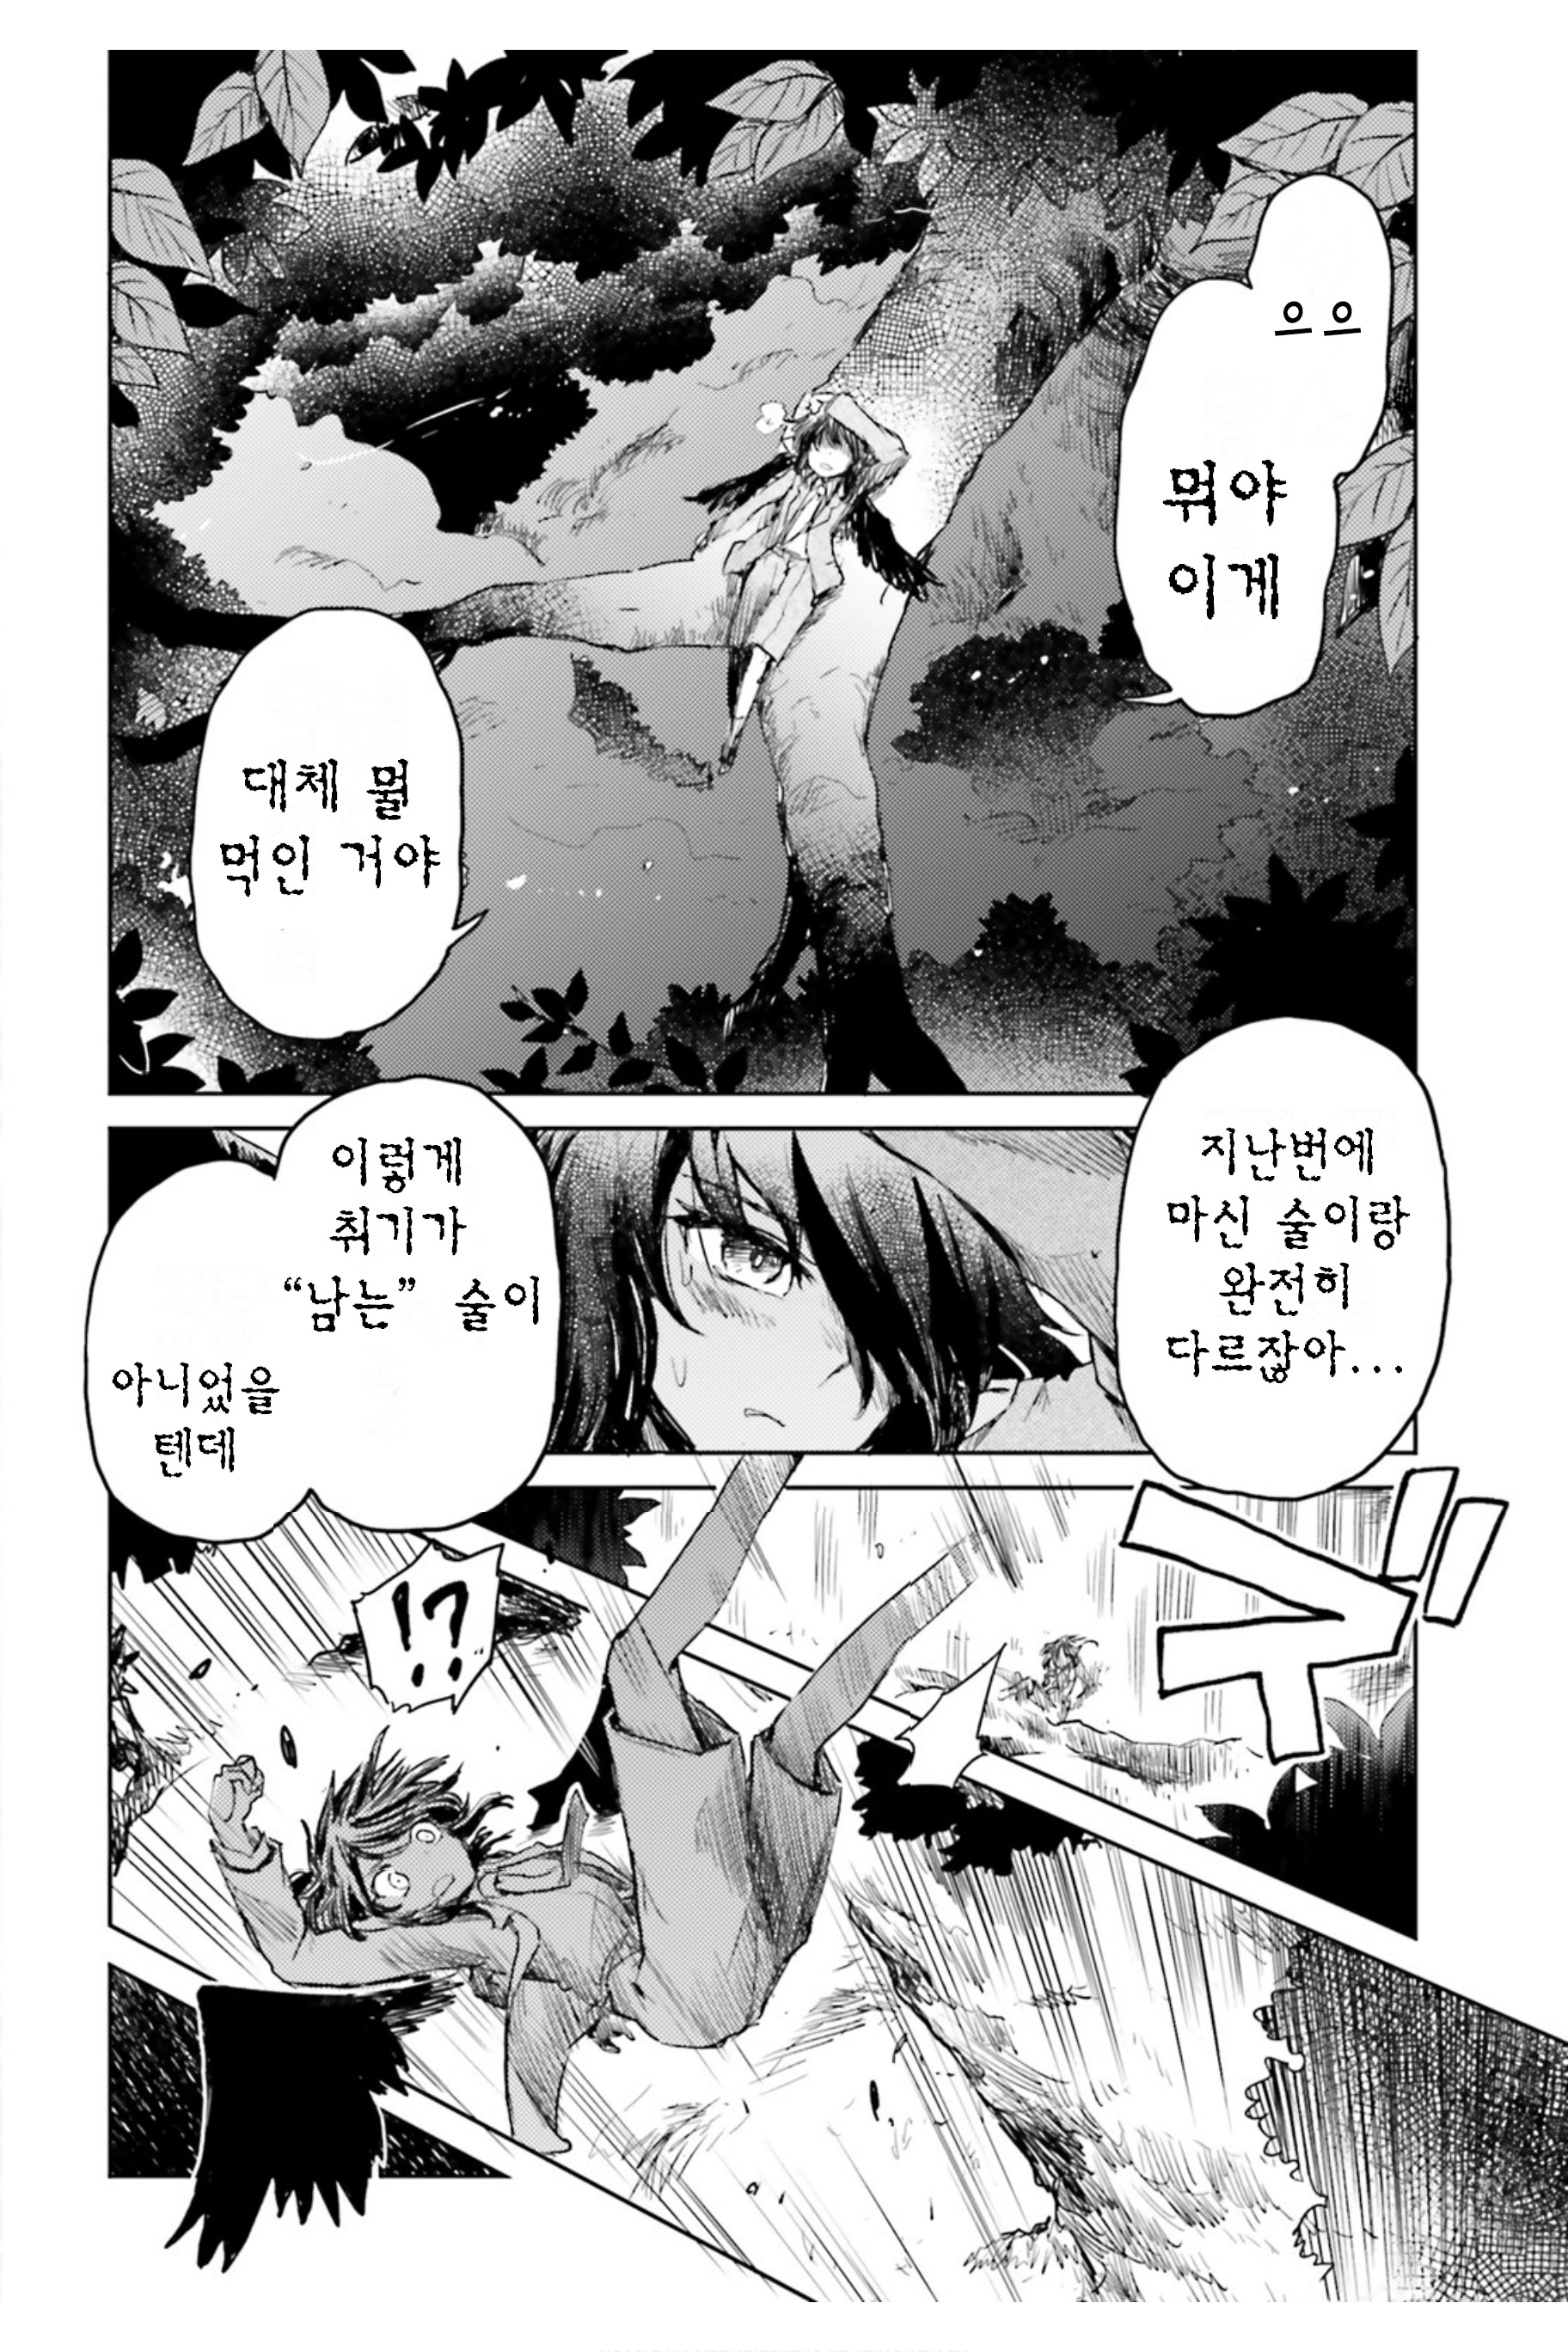 으으
뭐야
이게
대체 뭘
먹인 거야
지난번에
마신 술이랑
완전히
다르잖아...
이렇게
취기가
“남는” 술이
아니었을
텐데
ズ
!?